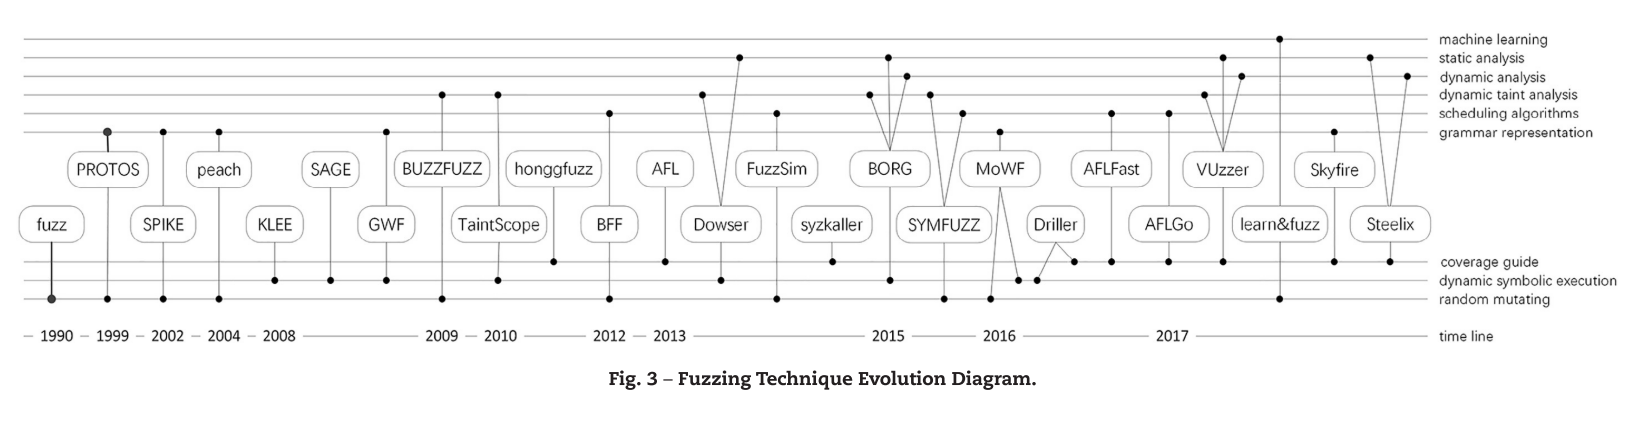 machine learning
static analysis
dynamic analysis
dynamic taint analysis
scheduling algorithms
grammar representation
PROTOS peach SAGE BUZZFUZZ honggfuzz AFL FuzzSim BORG MoWF AFLFast VUzzer Skyfire
fuzz SPIKE KLEE GWF TaintScope BFF Dowser syzkaller SYMFUZZ Driller AFLGo learn&fuzz Steelix
coverage guide
dynamic symbolic execution
random mutating
1990 1999 2002 2004 2008 2009 2010 2012 2013 2015 2016 2017 time line
Fig. 3 – Fuzzing Technique Evolution Diagram.